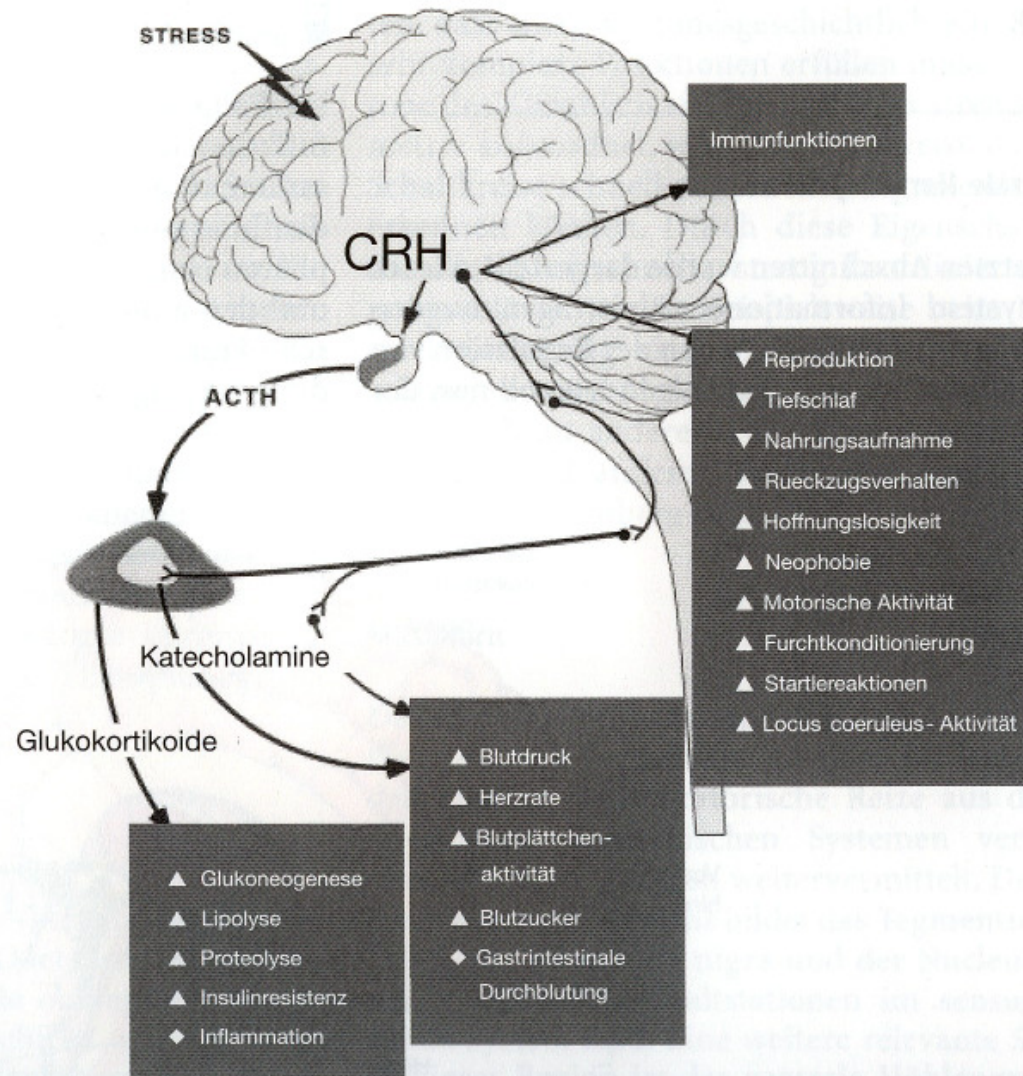 STRESS
Immunfunktionen
CRH
ACTH
▼ Reproduktion
▼ Tiefschlaf
▼ Nahrungsaufnahme
▲ Rueckzugsverhalten
▲ Hoffnungslosigkeit
▲ Neophobie
▲ Motorische Aktivität
▲ Furchtkonditionierung
▲ Startlereaktionen
▲ Locus coeruleus- Aktivität
Katecholamine
Glukokortikoide
▲ Blutdruck
▲ Herzrate
▲ Blutplättchen-
aktivität
▲ Blutzucker
◆ Gastrintestinale
Durchblutung
▲ Glukoneogenese
▲ Lipolyse
▲ Proteolyse
▲ Insulinresistenz
◆ Inflammation